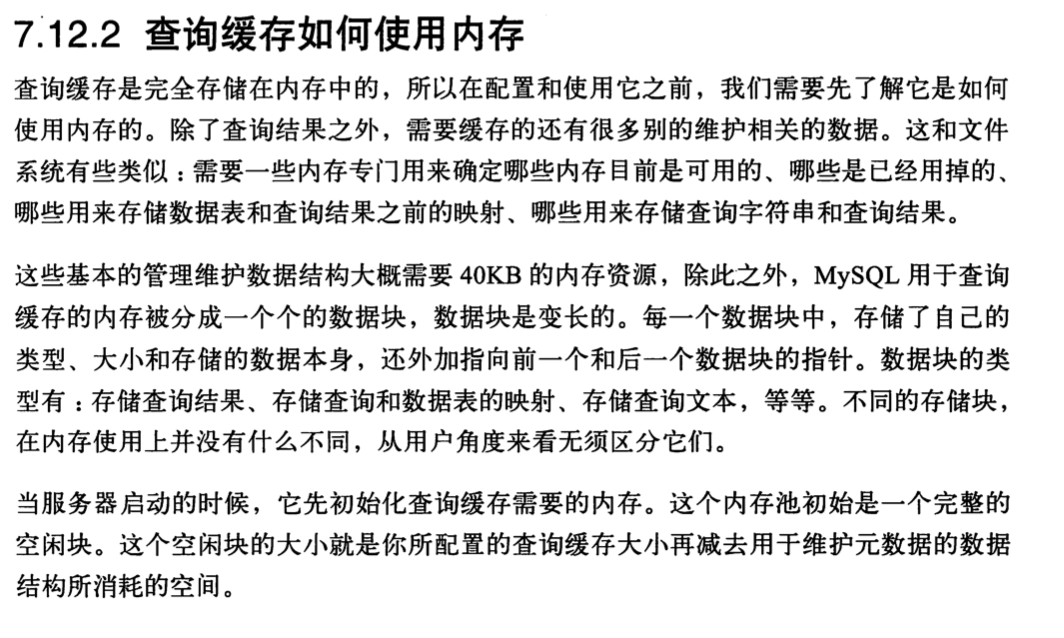 7.12.2 查询缓存如何使用内存
查询缓存是完全存储在内存中的，所以在配置和使用它之前，我们需要先了解它是如何
使用内存的。除了查询结果之外，需要缓存的还有很多别的维护相关的数据。这和文件
系统有些类似：需要一些内存专门用来确定哪些内存目前是可用的、哪些是已经用掉的、
哪些用来存储数据表和查询结果之前的映射、哪些用来存储查询字符串和查询结果。
这些基本的管理维护数据结构大概需要 40KB 的内存资源，除此之外，MySQL 用于查询
缓存的内存被分成一个个的数据块，数据块是变长的。每一个数据块中，存储了自己的
类型、大小和存储的数据本身，还外加指向前一个和后一个数据块的指针。数据块的类
型有：存储查询结果、存储查询和数据表的映射、存储查询文本，等等。不同的存储块，
在内存使用上并没有什么不同，从用户角度来看无须区分它们。
当服务器启动的时候，它先初始化查询缓存需要的内存。这个内存池初始是一个完整的
空闲块。这个空闲块的大小就是你所配置的查询缓存大小再减去用于维护元数据的数据
结构所消耗的空间。